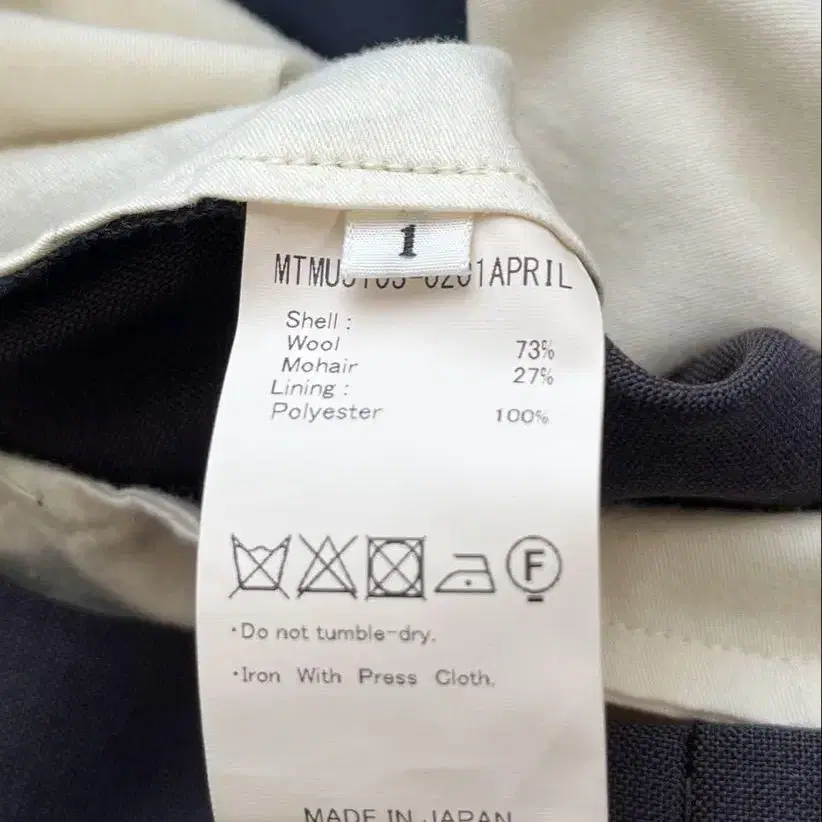 1
1APRIL
Shell :
Wool 73%
Mohair 27%
Lining :
Polyester 100%
F
·Do not tumble-dry.
·Iron With Press Cloth.
MADE IN JAPAN